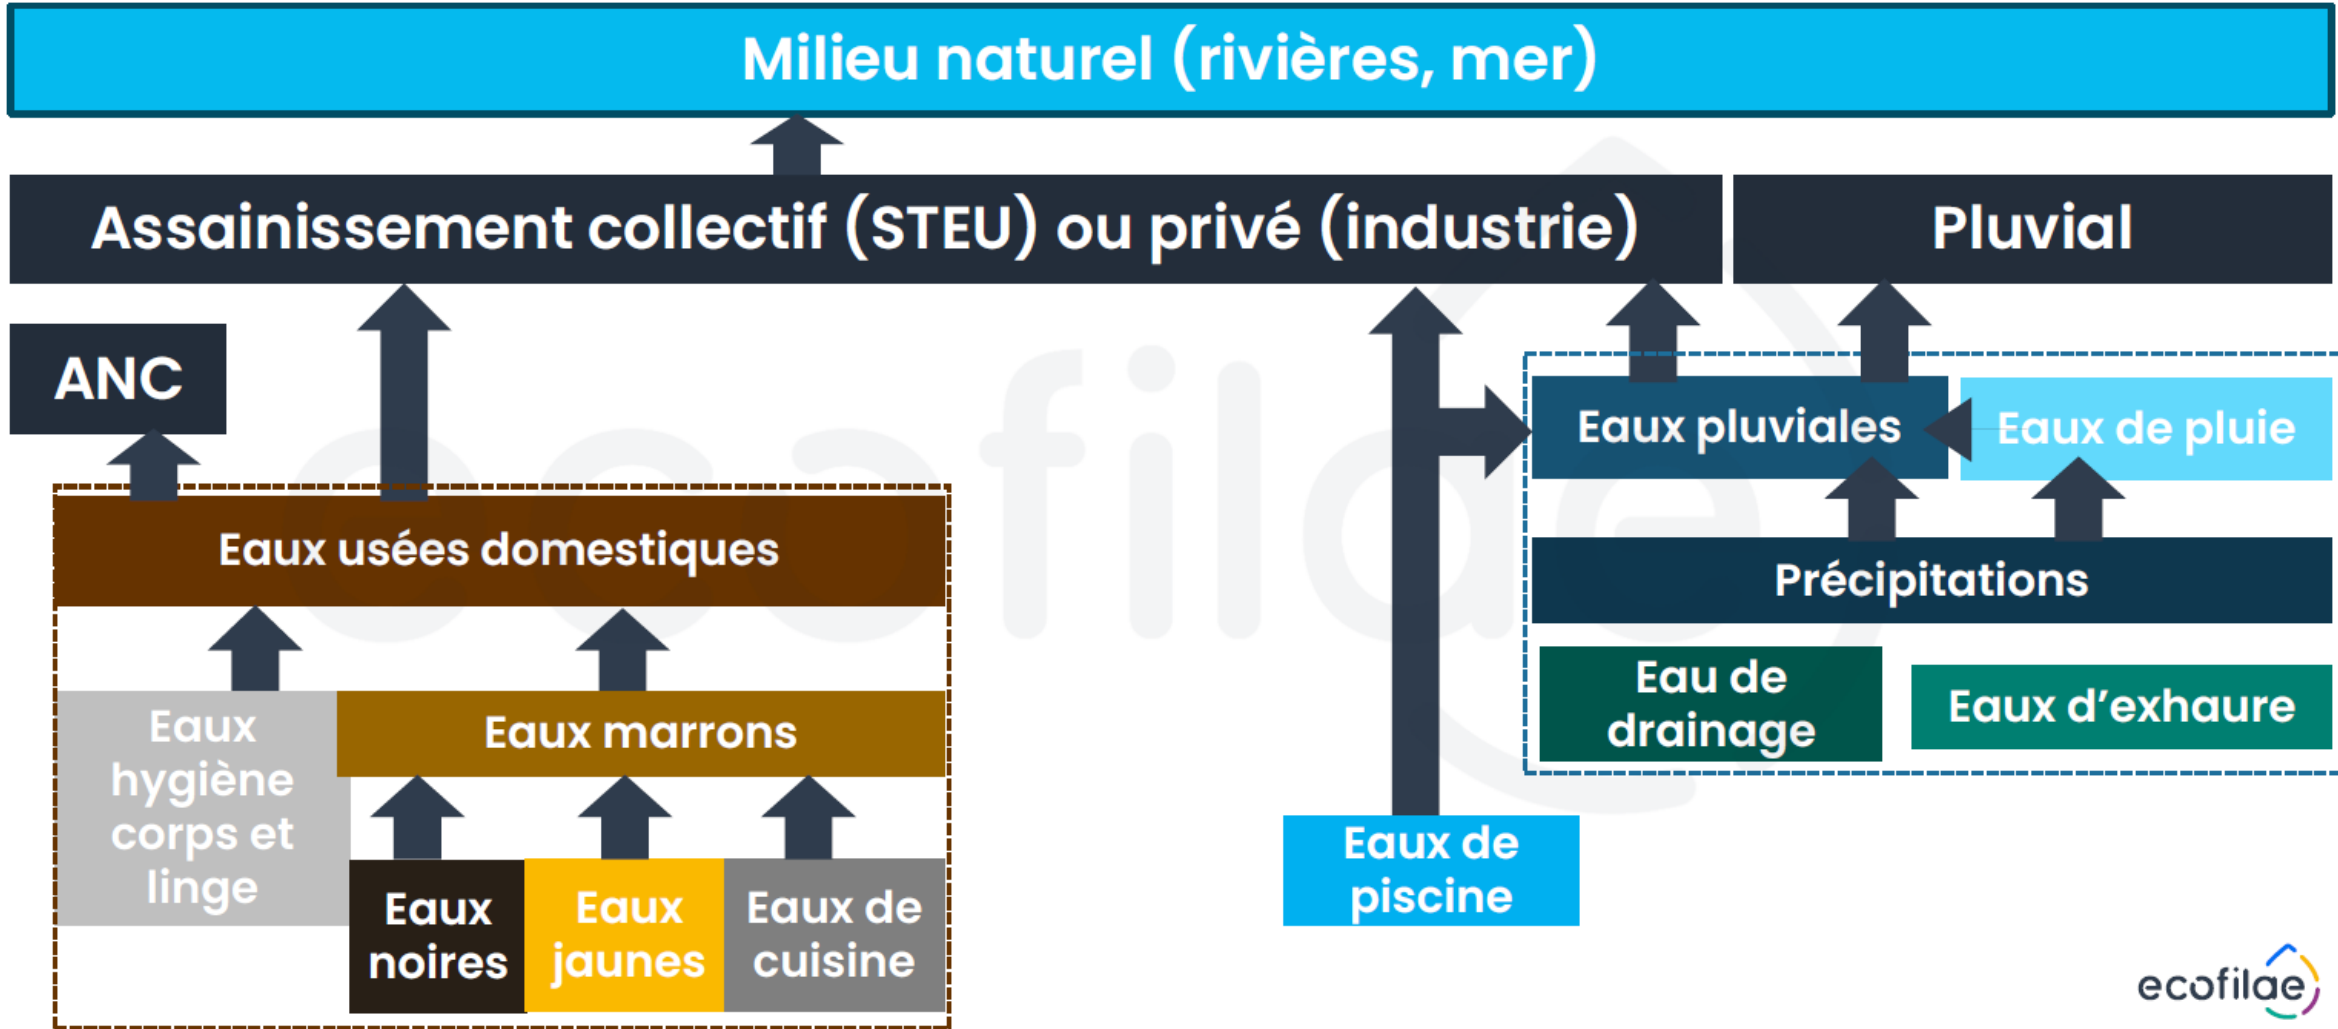 Milieu naturel (rivières, mer)
Assainissement collectif (STEU) ou privé (industrie)
Pluvial
ANC
Eaux pluviales
Eaux de pluie
Eaux usées domestiques
Précipitations
Eau de
drainage
Eaux d’exhaure
Eaux
hygiène
corps et
linge
Eaux marrons
Eaux
noires
Eaux
jaunes
Eaux de
cuisine
Eaux de
piscine
ecofilae
ecofilae